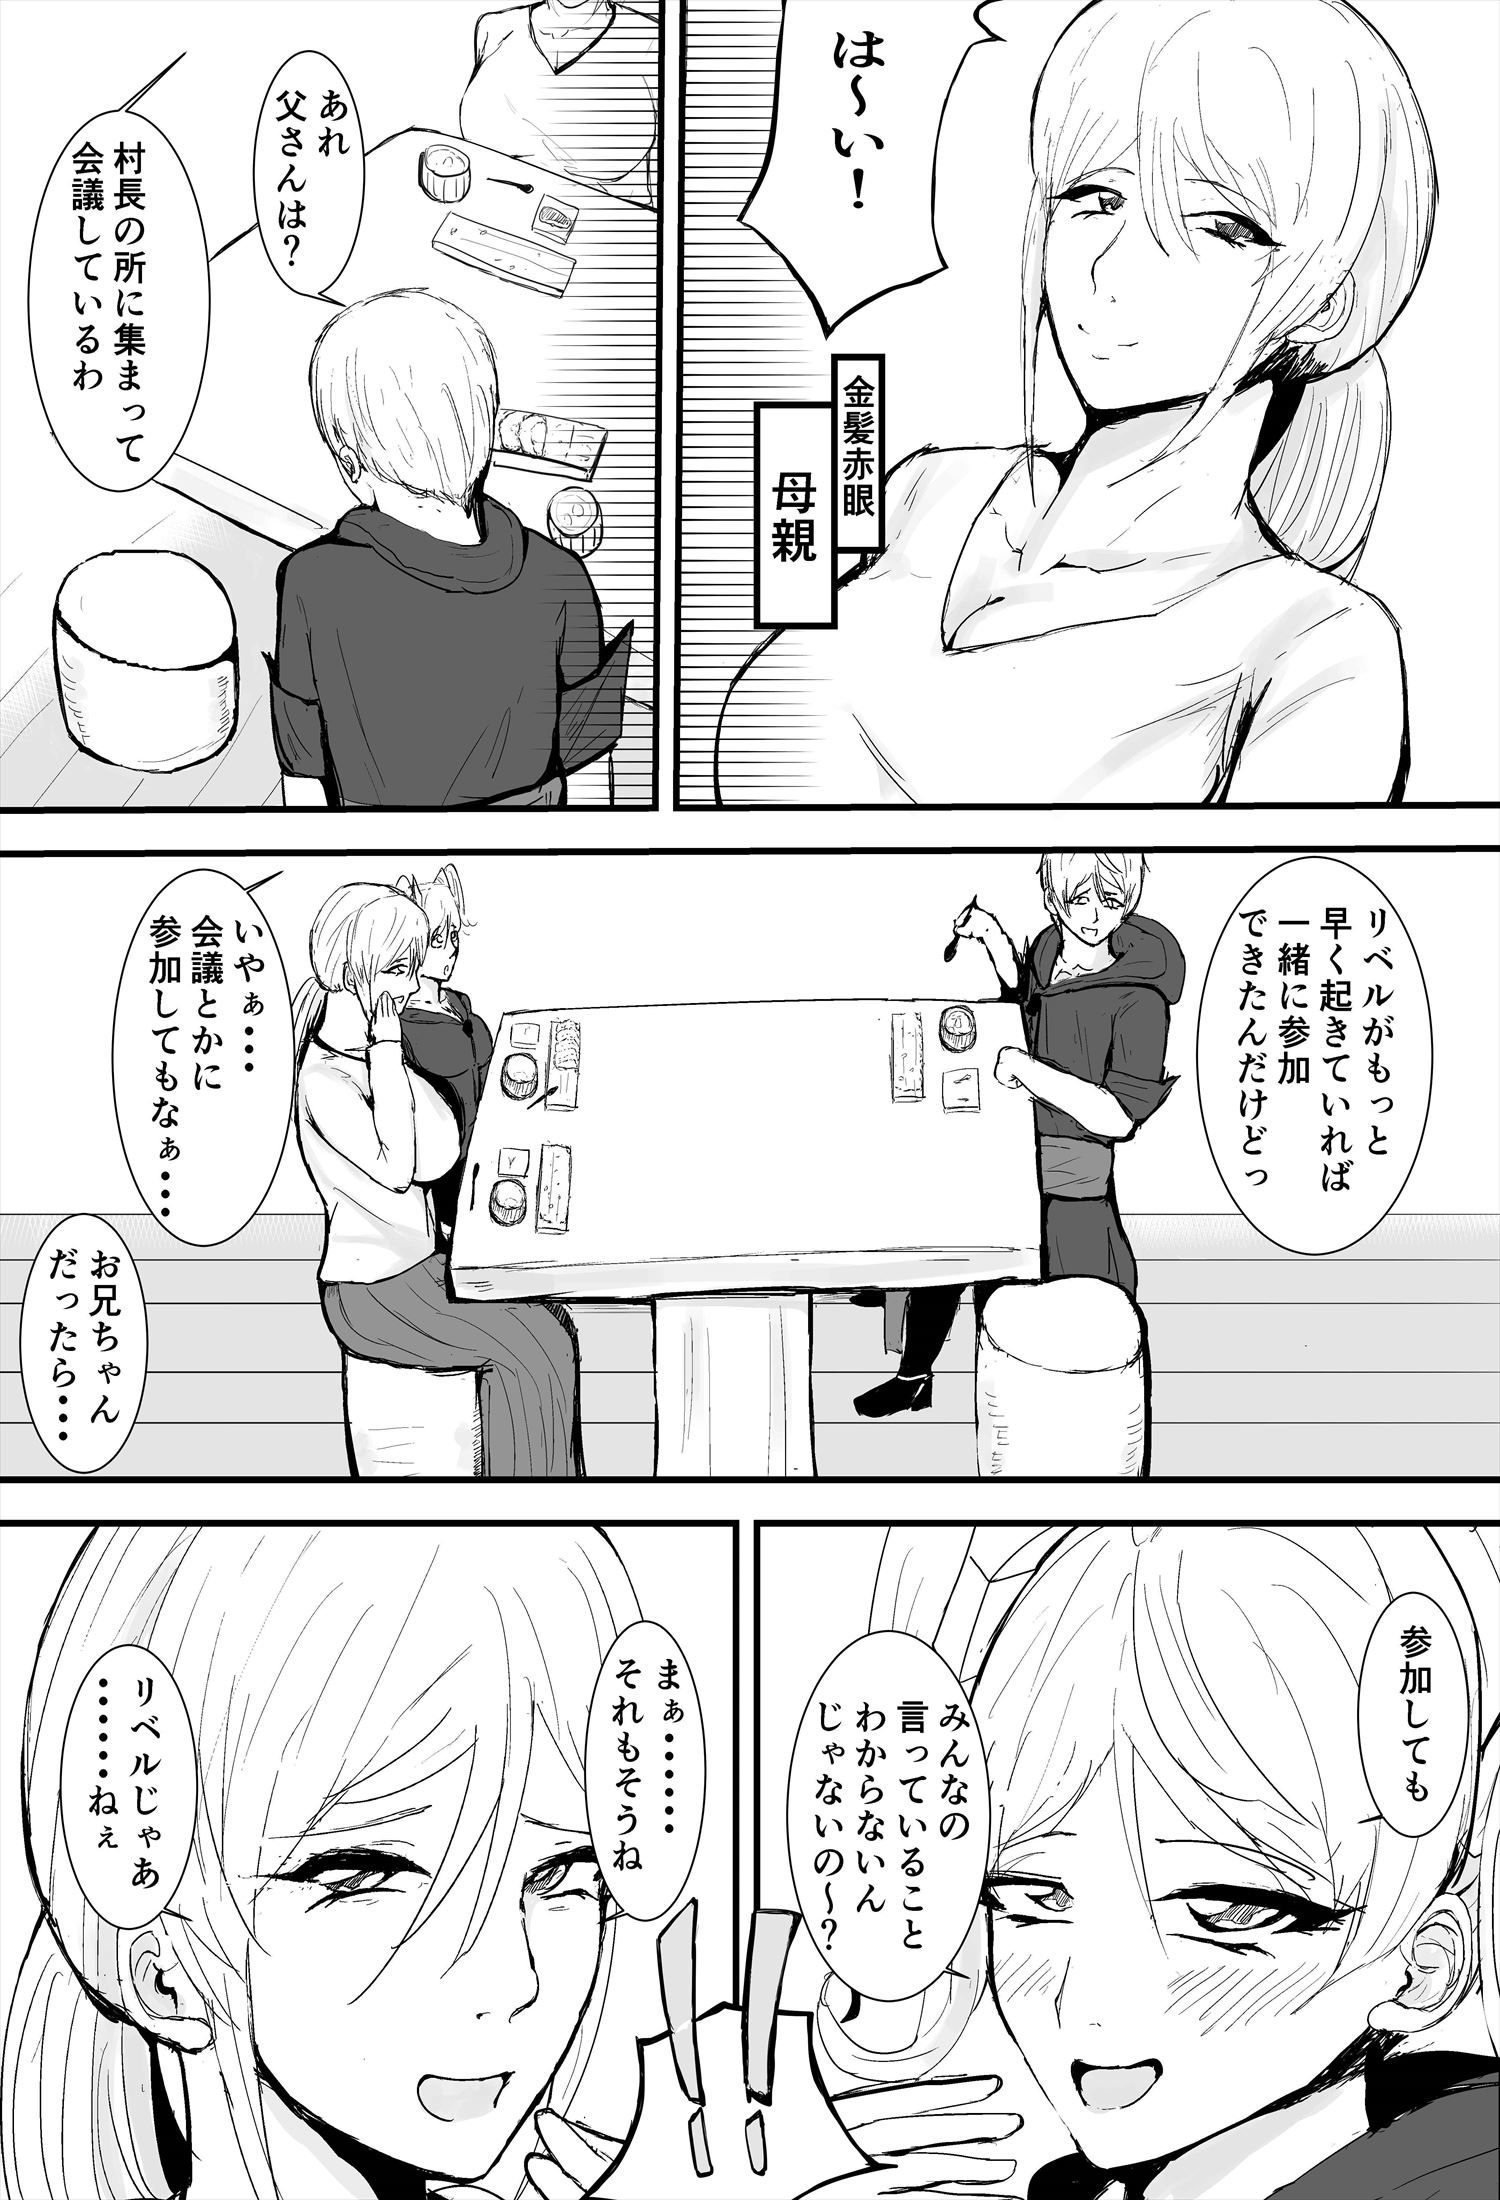 は～い！
金髪赤眼
母親
あれ
父さんは？
村長の所に集まって
会議しているわ
リベルがもっと
早く起きていれば
一緒に参加
できたんだけどっ
いやぁ・・・
会議とかに
参加してもなぁ・・・
お兄ちゃん
だったら・・・
参加しても
みんなの
言っていること
わからないん
じゃないの～？
まぁ・・・・・・
それもそうね
リベルじゃあ
・・・・・・ねぇ
！！